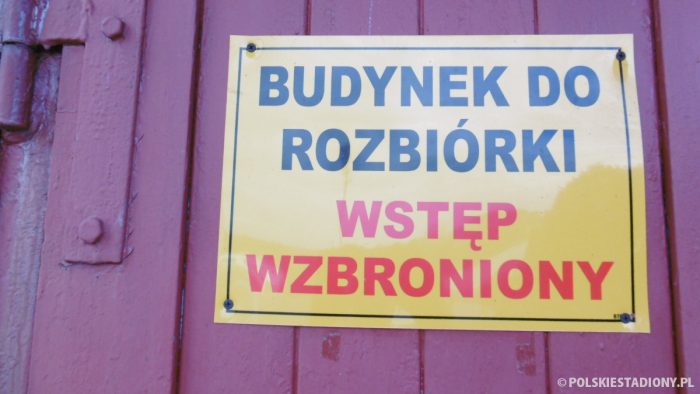 BUDYNEK DO
ROZBIÓRKI
WSTĘP
WZBRONIONY
© POLSKIESTADIONY.PL